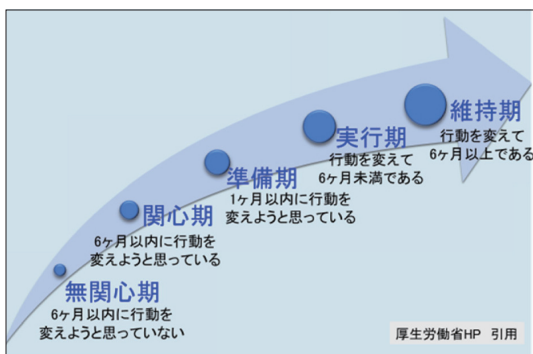 無関心期
6ヶ月以内に行動を
変えようと思っていない
関心期
6ヶ月以内に行動を
変えようと思っている
準備期
1ヶ月以内に行動を
変えようと思っている
実行期
行動を変えて
6ヶ月未満である
維持期
行動を変えて
6ヶ月以上である
厚生労働省HP 引用